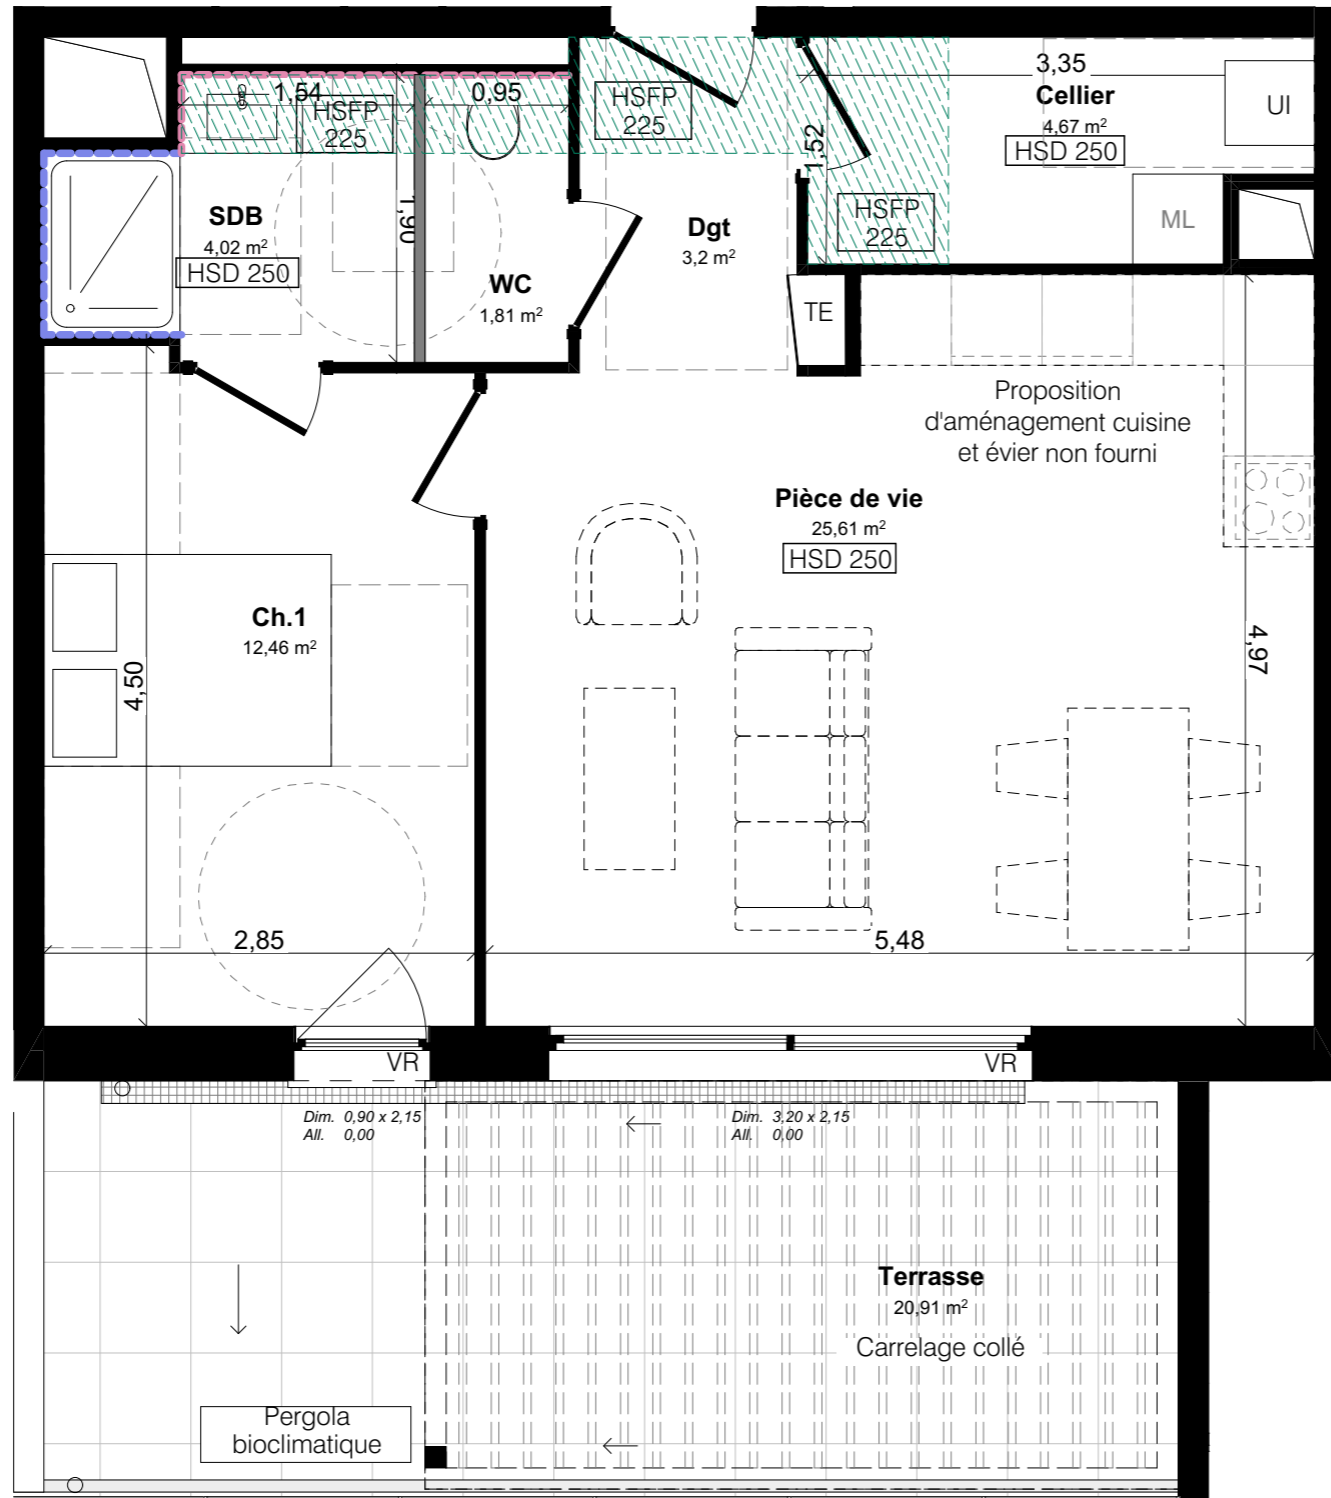 1,54
HSFP
225
0,95
HSFP
225
3,35
Cellier
4,67 m²
HSD 250
UI
1,52
SDB
4,02 m²
HSD 250
1,90
WC
1,81 m²
Dgt
3,2 m²
HSFP
225
ML
TE
Proposition
d'aménagement cuisine
et évier non fourni
Pièce de vie
25,61 m²
HSD 250
Ch.1
12,46 m²
4,50
4,97
2,85
5,48
VR
VR
Dim. 0,90 x 2,15
All. 0,00
Dim. 3,20 x 2,15
All. 0,00
Terrasse
20,91 m²
Carrelage collé
Pergola
bioclimatique